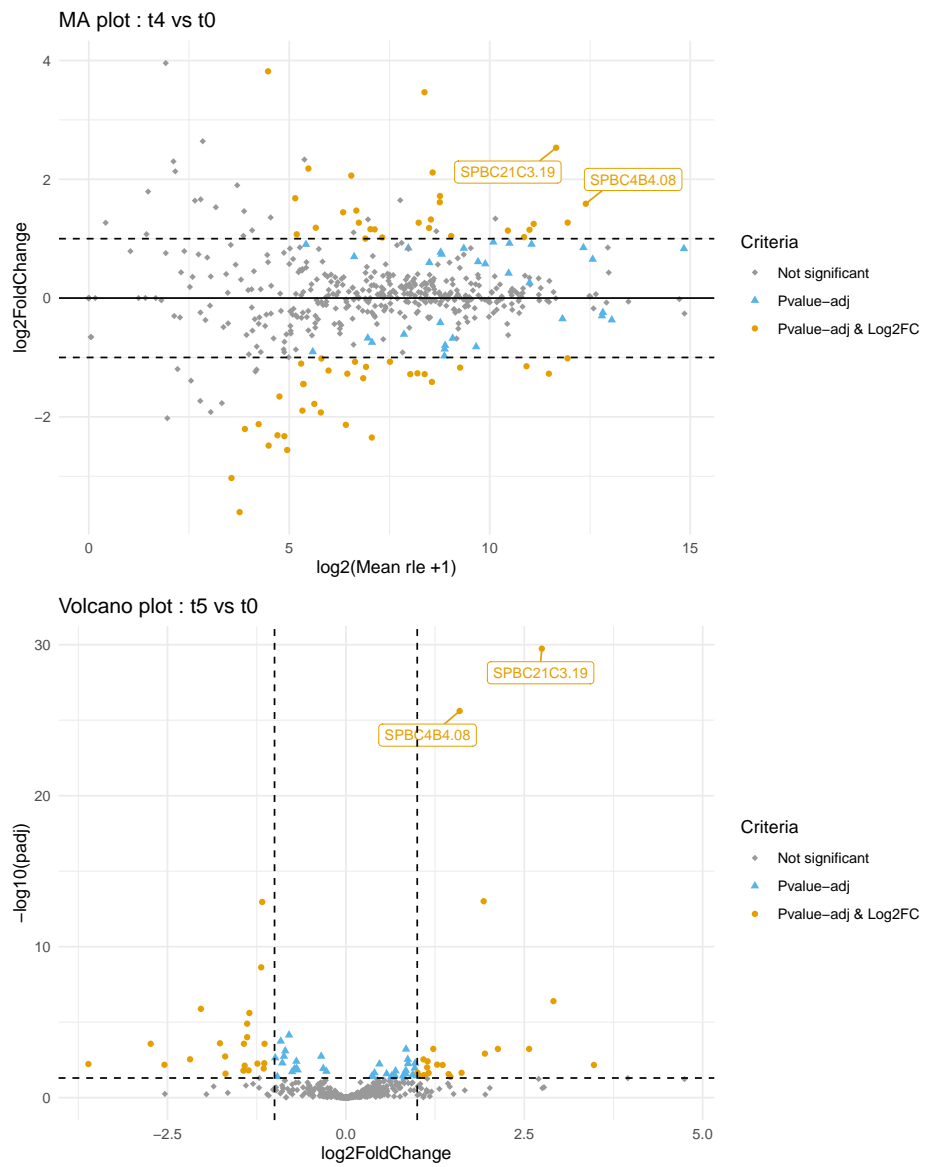 MA plot : t4 vs t0
4
2
0
−2
log2FoldChange
SPBC21C3.19
SPBC4B4.08
0
5
10
15
log2(Mean rle +1)
Criteria
Not significant
Pvalue−adj
Pvalue−adj & Log2FC
Volcano plot : t5 vs t0
30
20
10
0
−log10(padj)
SPBC21C3.19
SPBC4B4.08
−2.5
0.0
2.5
5.0
log2FoldChange
Criteria
Not significant
Pvalue−adj
Pvalue−adj & Log2FC